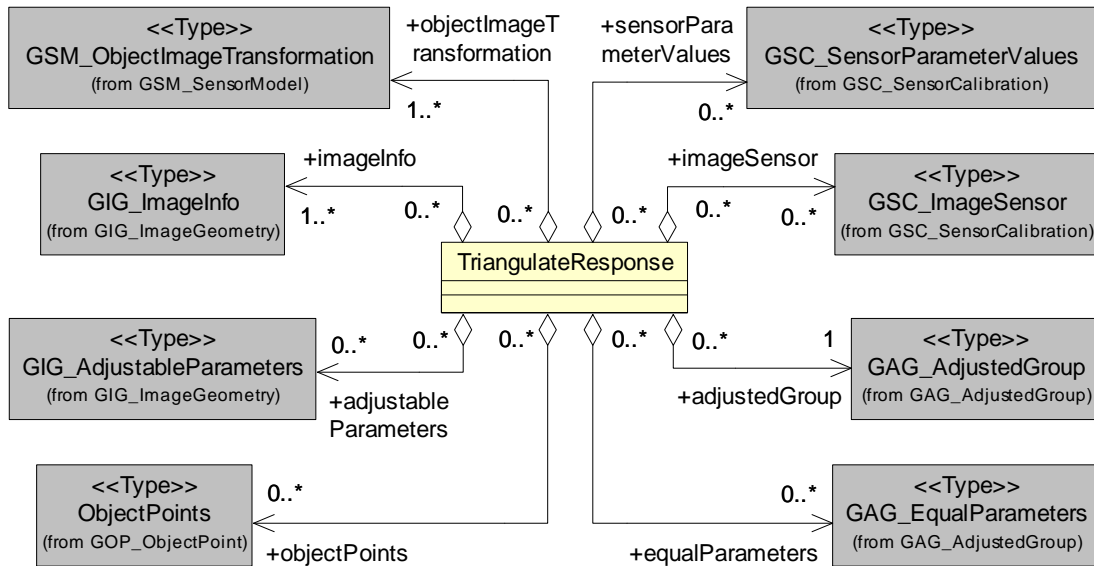 <<Type>>
GSM_ObjectImageTransformation
(from GSM_SensorModel)
+objectImageT
ransformation
1..*
+sensorPara
meterValues
0..*
<<Type>>
GSC_SensorParameterValues
(from GSC_SensorCalibration)
<<Type>>
GIG_ImageInfo
(from GIG_ImageGeometry)
+imageInfo
1..*
0..*
0..*
0..*
0..*
+imageSensor
0..*
<<Type>>
GSC_ImageSensor
(from GSC_SensorCalibration)
TriangulateResponse
<<Type>>
GIG_AdjustableParameters
(from GIG_ImageGeometry)
0..*
0..*
0..*
0..*
0..*
1
+adjustable
Parameters
+adjustedGroup
<<Type>>
GAG_AdjustedGroup
(from GAG_AdjustedGroup)
<<Type>>
ObjectPoints
(from GOP_ObjectPoint)
0..*
+objectPoints
0..*
+equalParameters
<<Type>>
GAG_EqualParameters
(from GAG_AdjustedGroup)